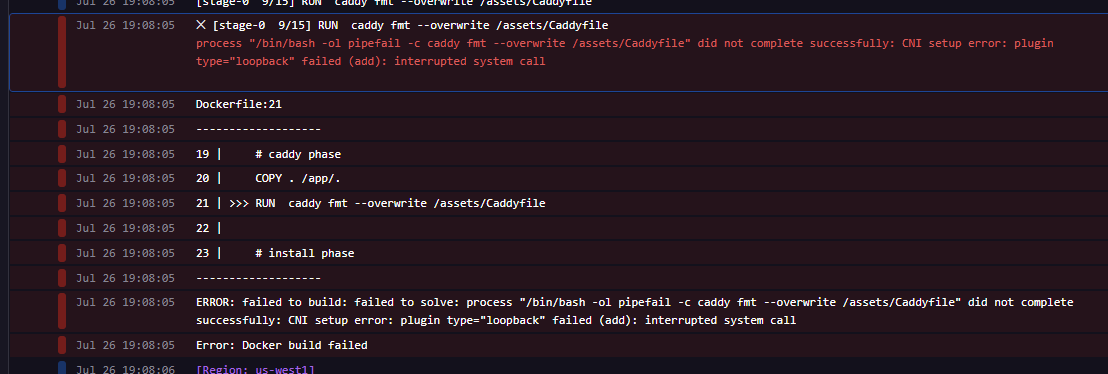 [stage-0  9/15] RUN  caddy fmt --overwrite /assets/Caddyfile
Jul 26 19:08:05 ✕ [stage-0  9/15] RUN  caddy fmt --overwrite /assets/Caddyfile
process "/bin/bash -ol pipefail -c caddy fmt --overwrite /assets/Caddyfile" did not complete successfully: CNI setup error: plugin
type="loopback" failed (add): interrupted system call
Jul 26 19:08:05 Dockerfile:21
Jul 26 19:08:05 -------------------
Jul 26 19:08:05 19 |     # caddy phase
Jul 26 19:08:05 20 |     COPY . /app/.
Jul 26 19:08:05 21 | >>> RUN  caddy fmt --overwrite /assets/Caddyfile
Jul 26 19:08:05 22 |
Jul 26 19:08:05 23 |     # install phase
Jul 26 19:08:05 -------------------
Jul 26 19:08:05 ERROR: failed to build: failed to solve: process "/bin/bash -ol pipefail -c caddy fmt --overwrite /assets/Caddyfile" did not complete
successfully: CNI setup error: plugin type="loopback" failed (add): interrupted system call
Jul 26 19:08:05 Error: Docker build failed
Jul 26 19:08:06 [Region: us-west1]